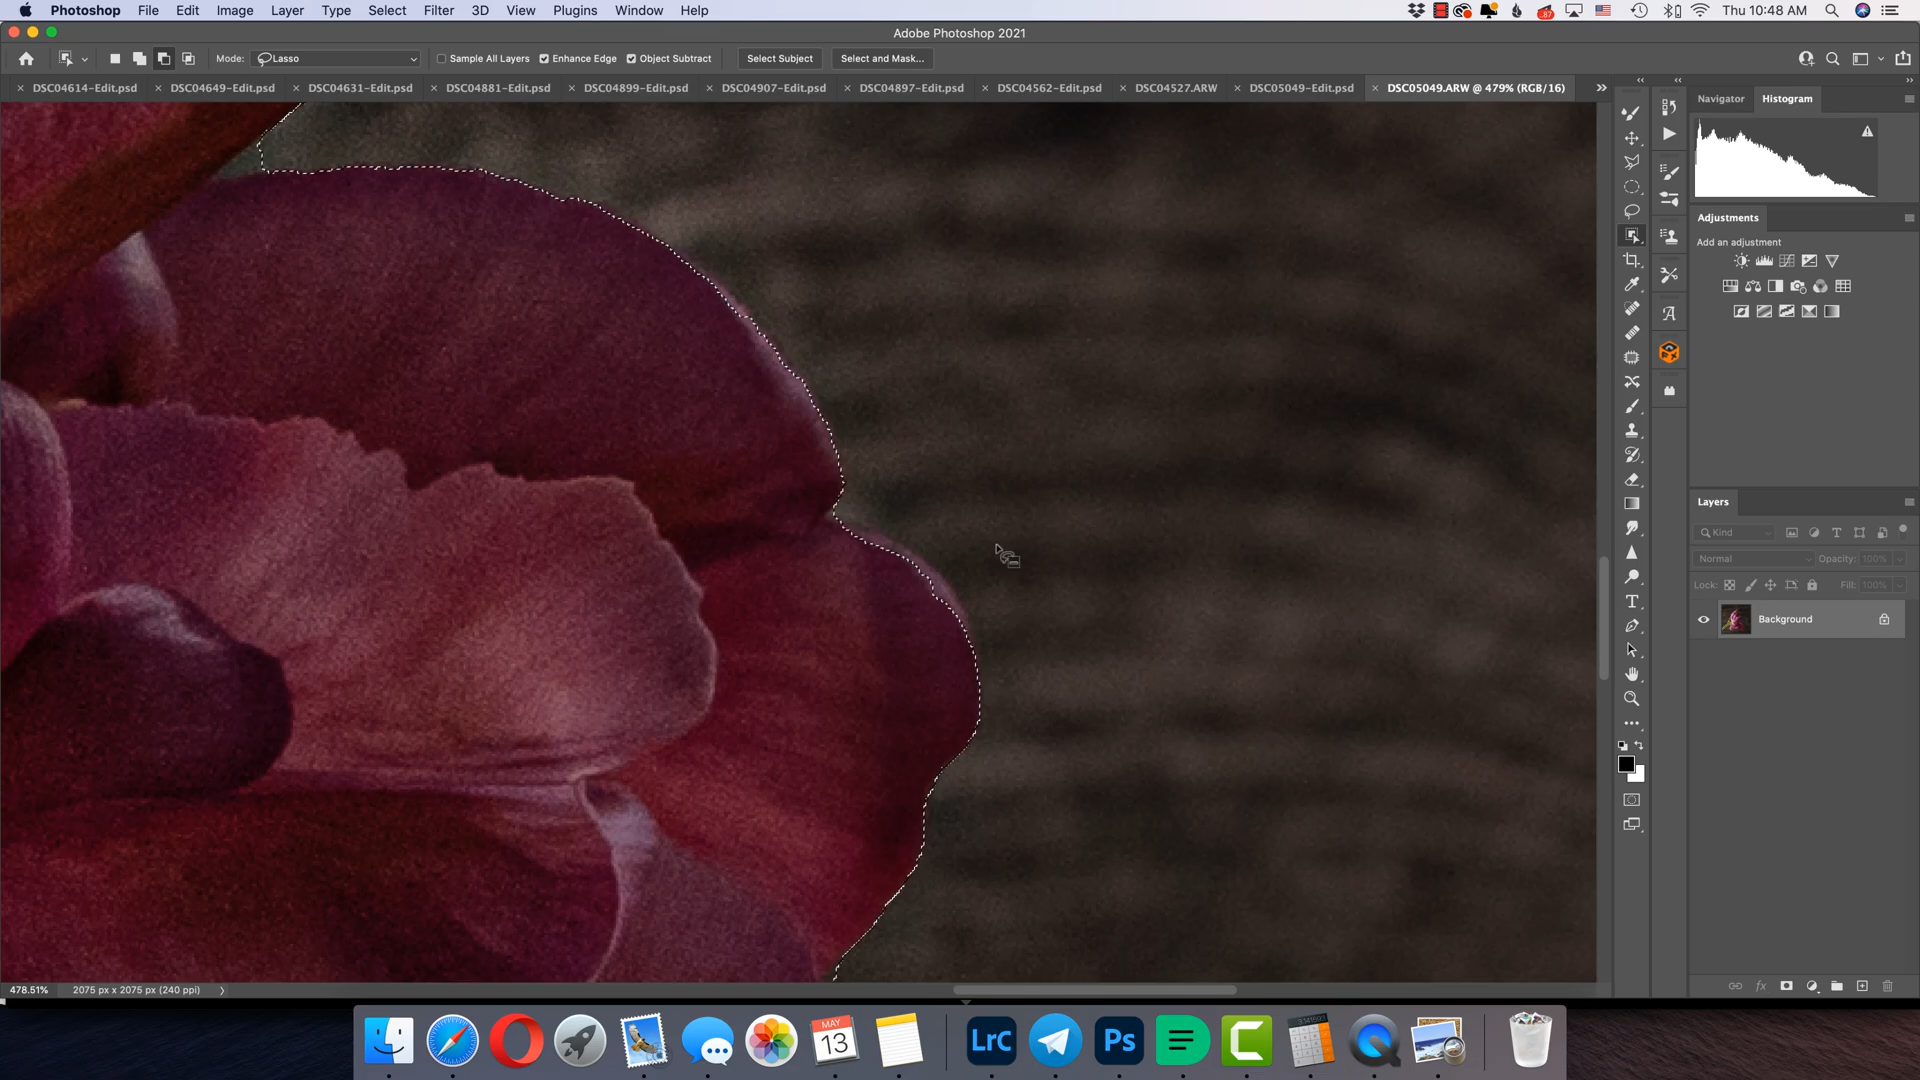 Photoshop File Edit Image Layer Type Select Filter 3D View Plugins Window Help
87
Thu 10:48 AM
Adobe Photoshop 2021
Mode: Lasso Sample All Layers Enhance Edge Object Subtract Select Subject Select and Mask...
DSC04614-Edit.psd DSC04649-Edit.psd DSC04631-Edit.psd DSC04881-Edit.psd DSC04899-Edit.psd DSC04907-Edit.psd DSC04897-Edit.psd DSC04562-Edit.psd DSC04527.ARW DSC05049-Edit.psd DSC05049.ARW @ 479% (RGB/16)
Navigator Histogram
Adjustments
Add an adjustment
Layers
Kind
Normal Opacity: 100%
Lock: Fill: 100%
Background
fx
478.51% 2075 px x 2075 px (240 ppi)
MAY
13
LrC
Ps